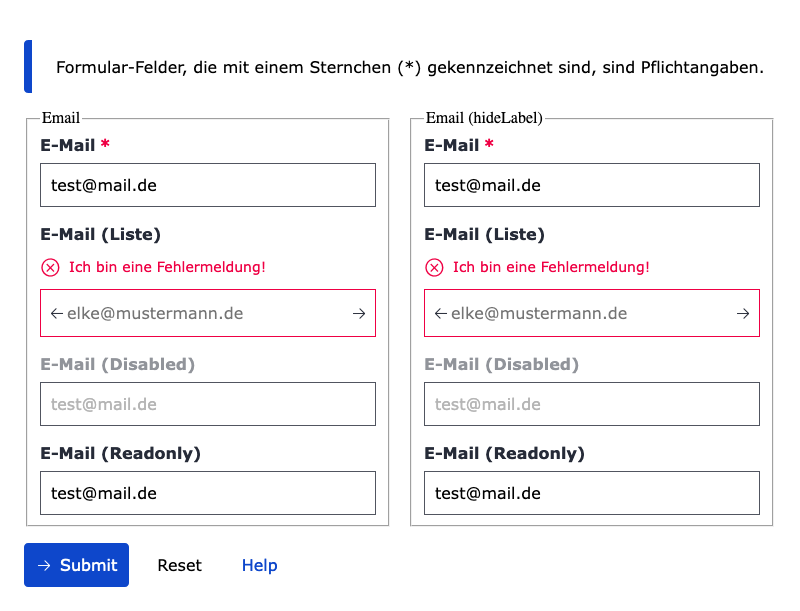 Formular-Felder, die mit einem Sternchen (*) gekennzeichnet sind, sind Pflichtangaben.
Email
E-Mail *
test@mail.de
E-Mail (Liste)
Ich bin eine Fehlermeldung!
elke@mustermann.de
E-Mail (Disabled)
test@mail.de
E-Mail (Readonly)
test@mail.de
Email (hideLabel)
E-Mail *
test@mail.de
E-Mail (Liste)
Ich bin eine Fehlermeldung!
elke@mustermann.de
E-Mail (Disabled)
test@mail.de
E-Mail (Readonly)
test@mail.de
Submit Reset Help